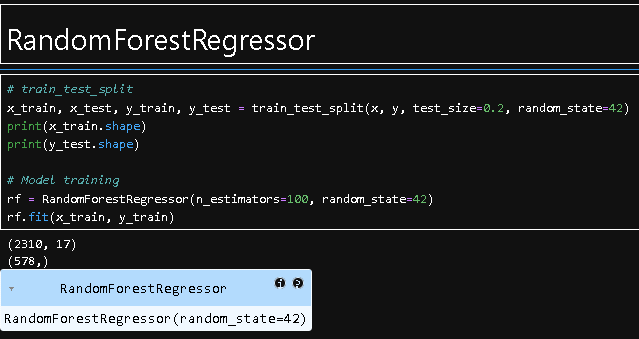 RandomForestRegressor
# train_test_split
x_train, x_test, y_train, y_test = train_test_split(x, y, test_size=0.2, random_state=42)
print(x_train.shape)
print(y_test.shape)
# Model training
rf = RandomForestRegressor(n_estimators=100, random_state=42)
rf.fit(x_train, y_train)
(2310, 17)
(578,)
RandomForestRegressor i ?
RandomForestRegressor(random_state=42)